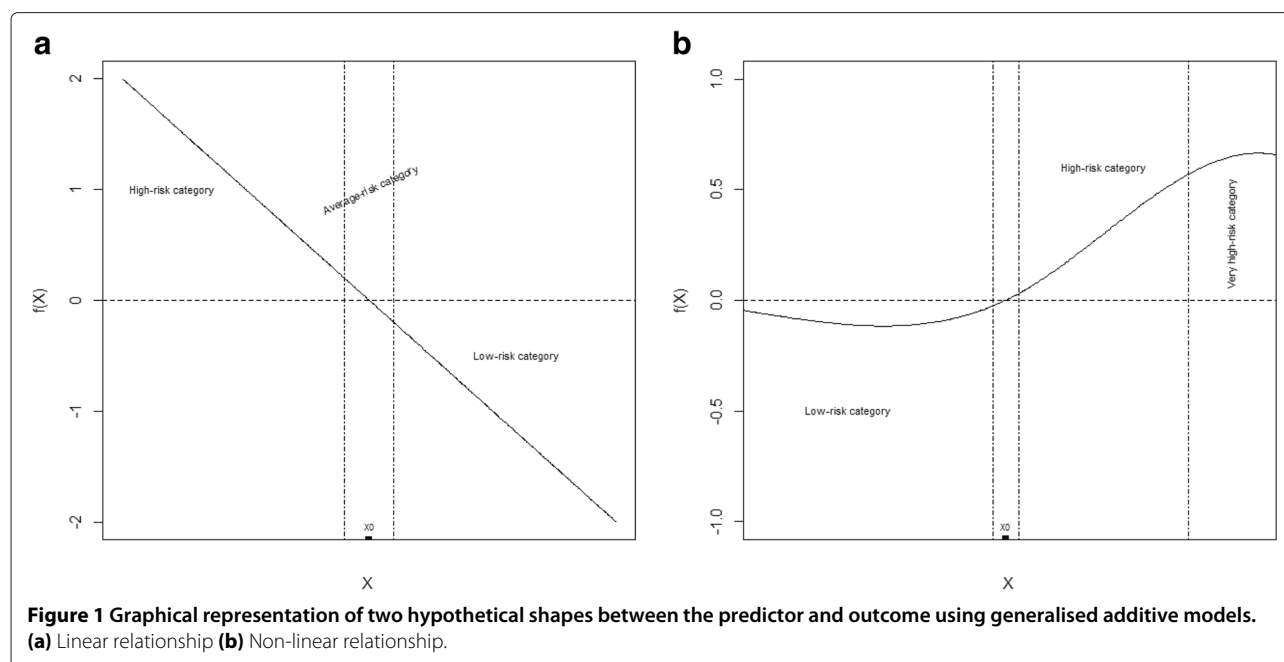 a
2
1
0
-1
-2
f(X)
High-risk category
Average-risk category
Low-risk category
X0
X
b
1.0
0.5
0.0
-0.5
-1.0
f(X)
High-risk category
Very high-risk category
Low-risk category
X0
X
Figure 1 Graphical representation of two hypothetical shapes between the predictor and outcome using generalised additive models.
(a) Linear relationship (b) Non-linear relationship.